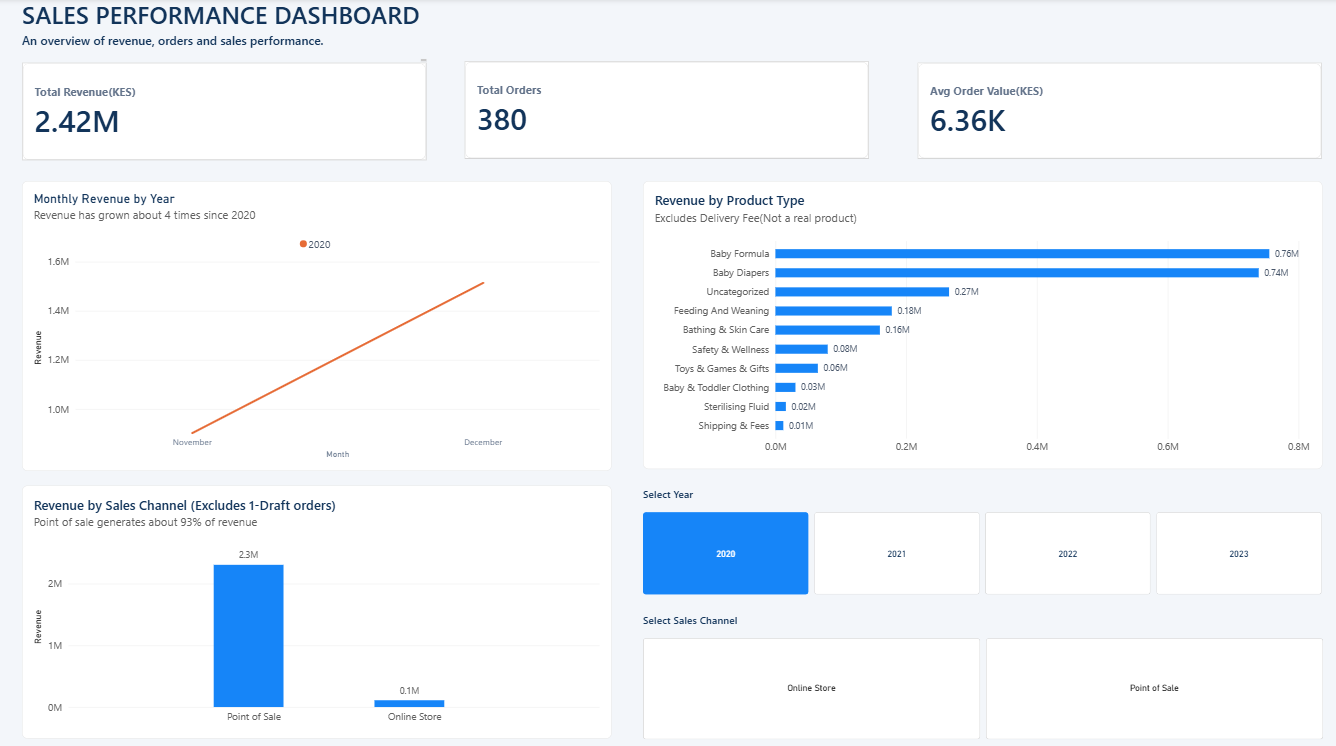 SALES PERFORMANCE DASHBOARD
An overview of revenue, orders and sales performance.
Total Revenue(KES)
2.42M
Total Orders
380
Avg Order Value(KES)
6.36K
Monthly Revenue by Year
Revenue has grown about 4 times since 2020
2020
1.6M
1.4M
1.2M
1.0M
Revenue
November
December
Month
Revenue by Product Type
Excludes Delivery Fee(Not a real product)
Baby Formula 0.76M
Baby Diapers 0.74M
Uncategorized 0.27M
Feeding And Weaning 0.18M
Bathing & Skin Care 0.16M
Safety & Wellness 0.08M
Toys & Games & Gifts 0.06M
Baby & Toddler Clothing 0.03M
Sterilising Fluid 0.02M
Shipping & Fees 0.01M
0.0M 0.2M 0.4M 0.6M 0.8M
Revenue by Sales Channel (Excludes 1-Draft orders)
Point of sale generates about 93% of revenue
2.3M
0.1M
2M
1M
0M
Revenue
Point of Sale
Online Store
Select Year
2020 2021 2022 2023
Select Sales Channel
Online Store Point of Sale